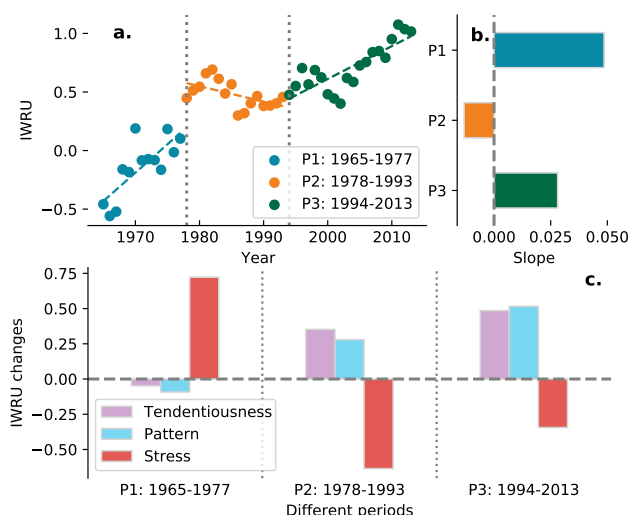 a.
IWRU
1.0
0.5
0.0
−0.5
P1: 1965-1977
P2: 1978-1993
P3: 1994-2013
1970
1980
1990
2000
2010
Year
b.
P1
P2
P3
0.000
0.025
0.050
Slope
c.
IWRU changes
0.75
0.50
0.25
0.00
−0.25
−0.50
Tendentiousness
Pattern
Stress
P1: 1965-1977
P2: 1978-1993
P3: 1994-2013
Different periods